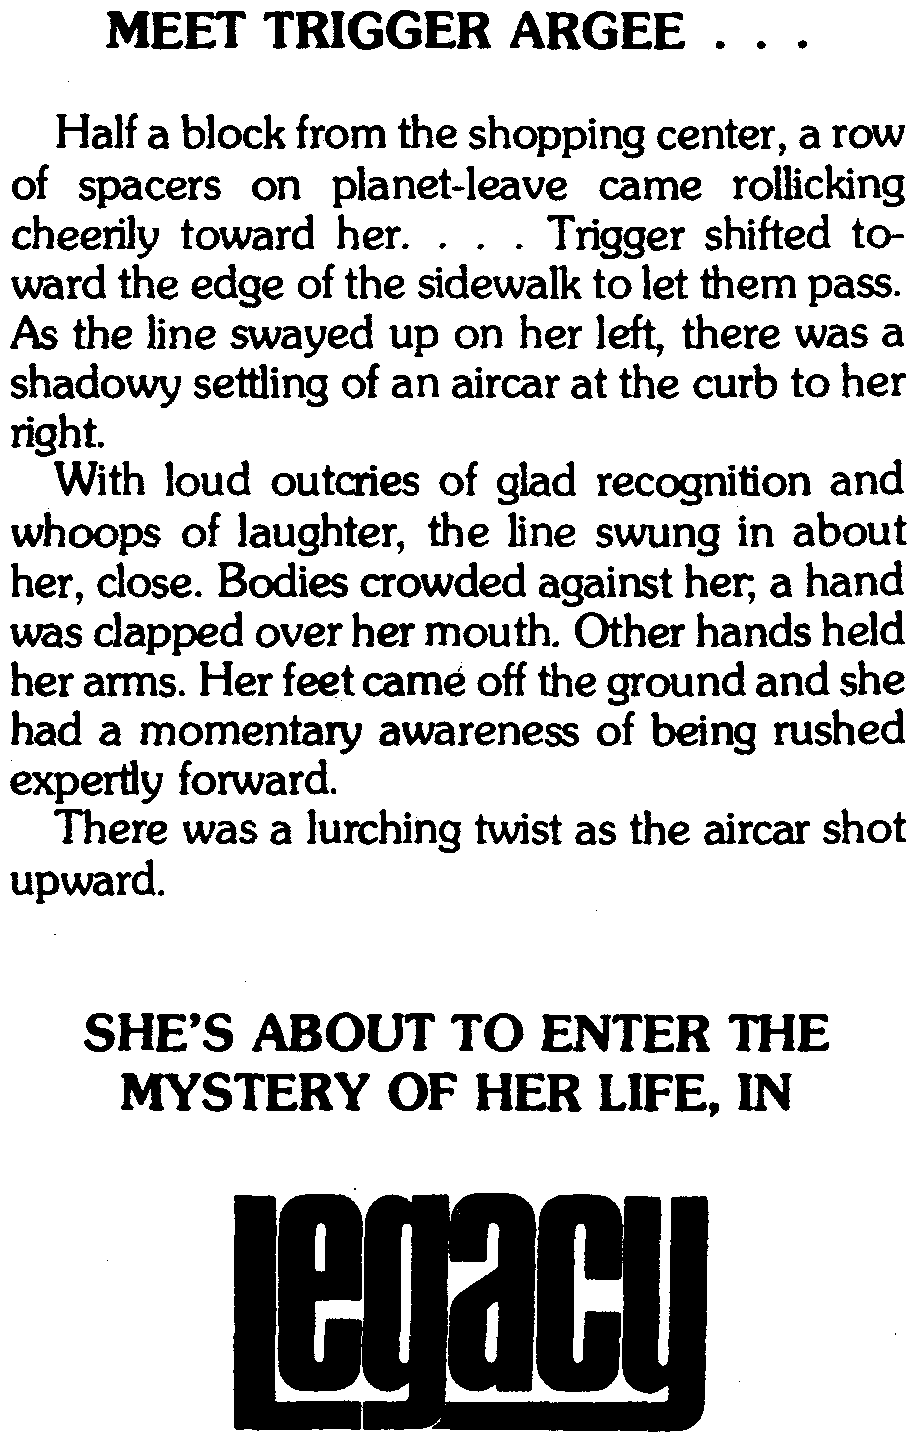 MEET TRIGGER ARGEE . . .
Half a block from the shopping center, a row
of spacers on planet-leave came rollicking
cheerily toward her. . . . Trigger shifted to-
ward the edge of the sidewalk to let them pass.
As the line swayed up on her left, there was a
shadowy settling of an aircar at the curb to her
right.
With loud outcries of glad recognition and
whoops of laughter, the line swung in about
her, close. Bodies crowded against her; a hand
was clapped over her mouth. Other hands held
her arms. Her feet came off the ground and she
had a momentary awareness of being rushed
expertly forward.
There was a lurching twist as the aircar shot
upward.
SHE'S ABOUT TO ENTER THE
MYSTERY OF HER LIFE, IN
Legacy